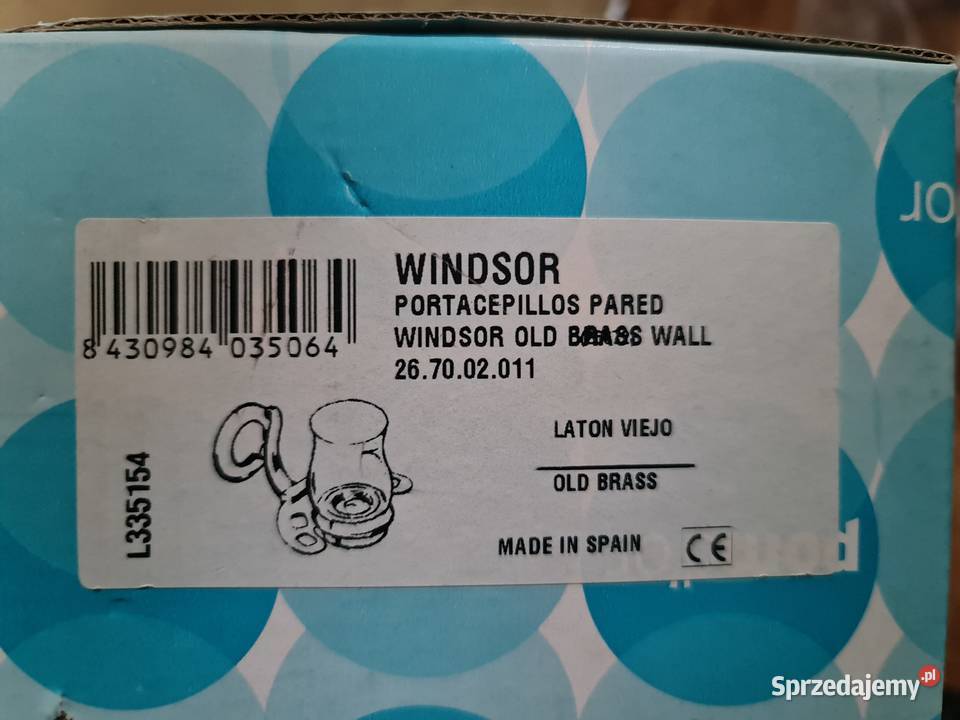 WINDSOR
PORTACEPILLOS PARED
WINDSOR OLD BRASS WALL
26.70.02.011
8 430984 035064
LATON VIEJO
OLD BRASS
L335154
MADE IN SPAIN
CE
Sprzedajemy.pl